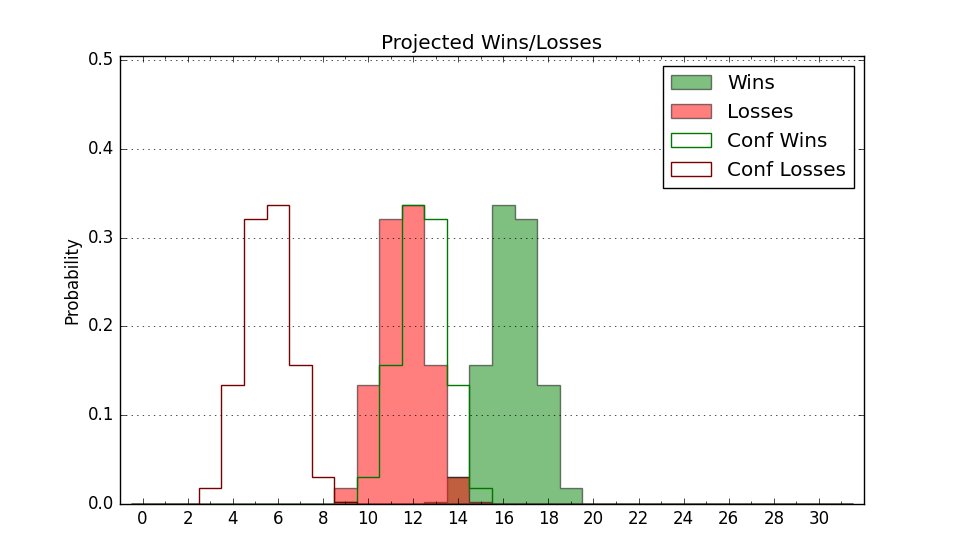 Projected Wins/Losses
0.5
0.4
0.3
0.2
0.1
0.0
Probability
Wins
Losses
Conf Wins
Conf Losses
0 2 4 6 8 10 12 14 16 18 20 22 24 26 28 30